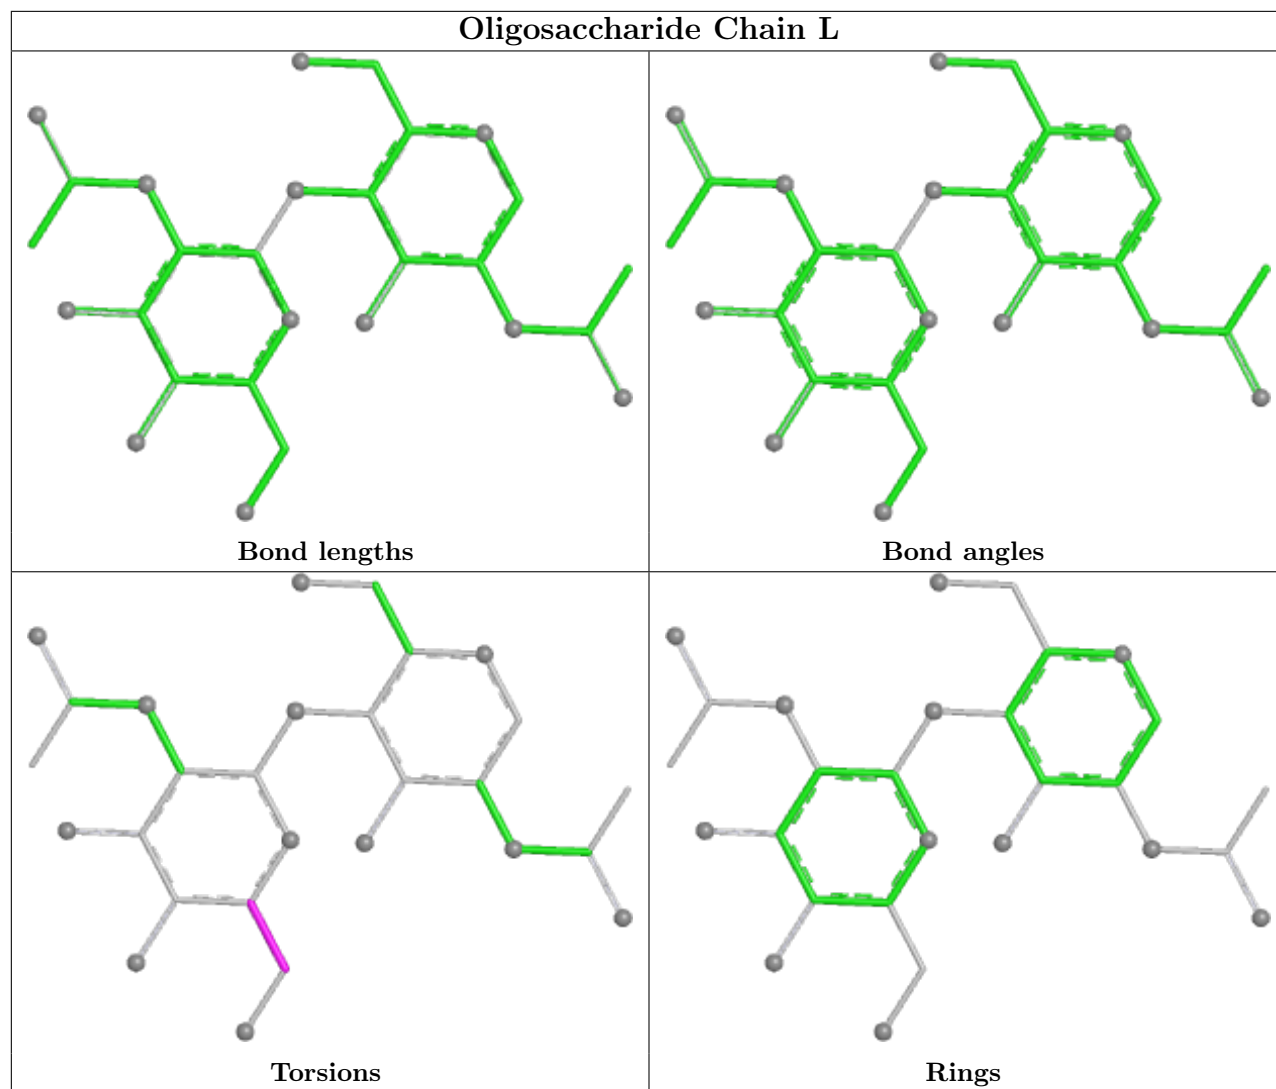 Oligosaccharide Chain L
Bond lengths
Bond angles
Torsions
Rings